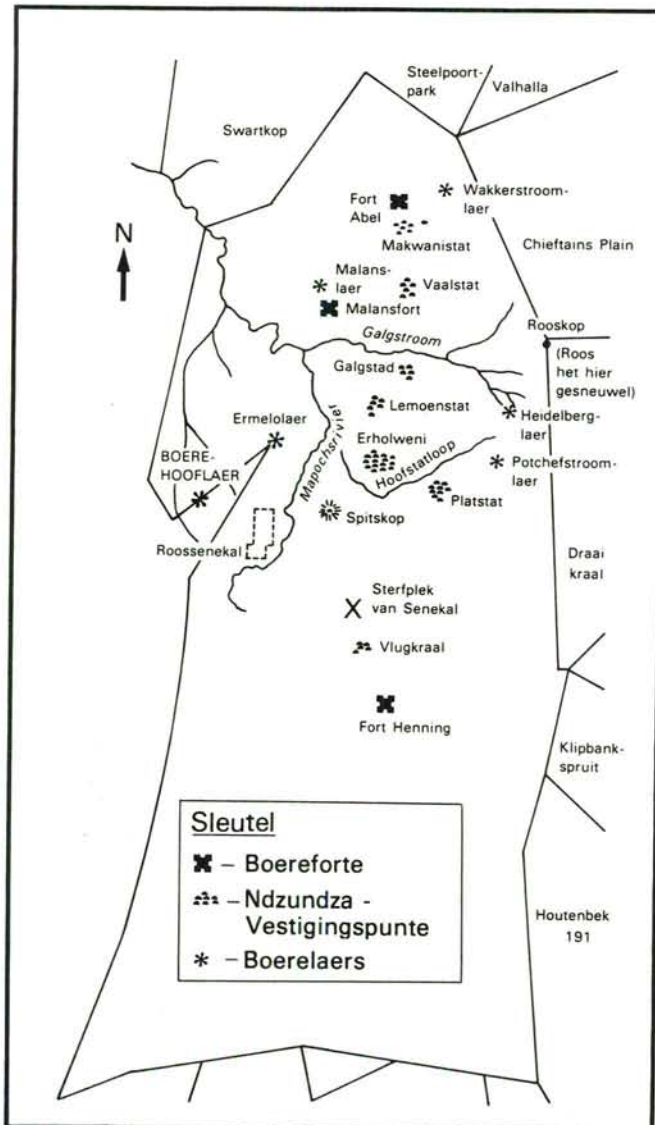 Steelpoort-
park
Valhalla
Swartkop
Fort
Abel
Wakkerstroom-
laer
Makwanistat
Chieftains Plain
N
Malans-
laer
Vaalstat
Malansfort
Galgstroom
Rooskop
(Roos
het hier
gesneuwel)
Galgstad
Lemoenstat
Heidelberg-
laer
Ermelolaer
Mapochsrivier
BOERE-
HOOFLAER
Erholweni
Hoofstatloop
Potchefstroom-
laer
Platstat
Spitskop
Roossenekal
Draai
kraal
Sterfplek
van Senekal
X
Vlugkraal
Fort Henning
Klipbank-
spruit
Sleutel
– Boereforte
– Ndzundza -
Vestigingspunte
– Boerelaers
Houtenbek
191